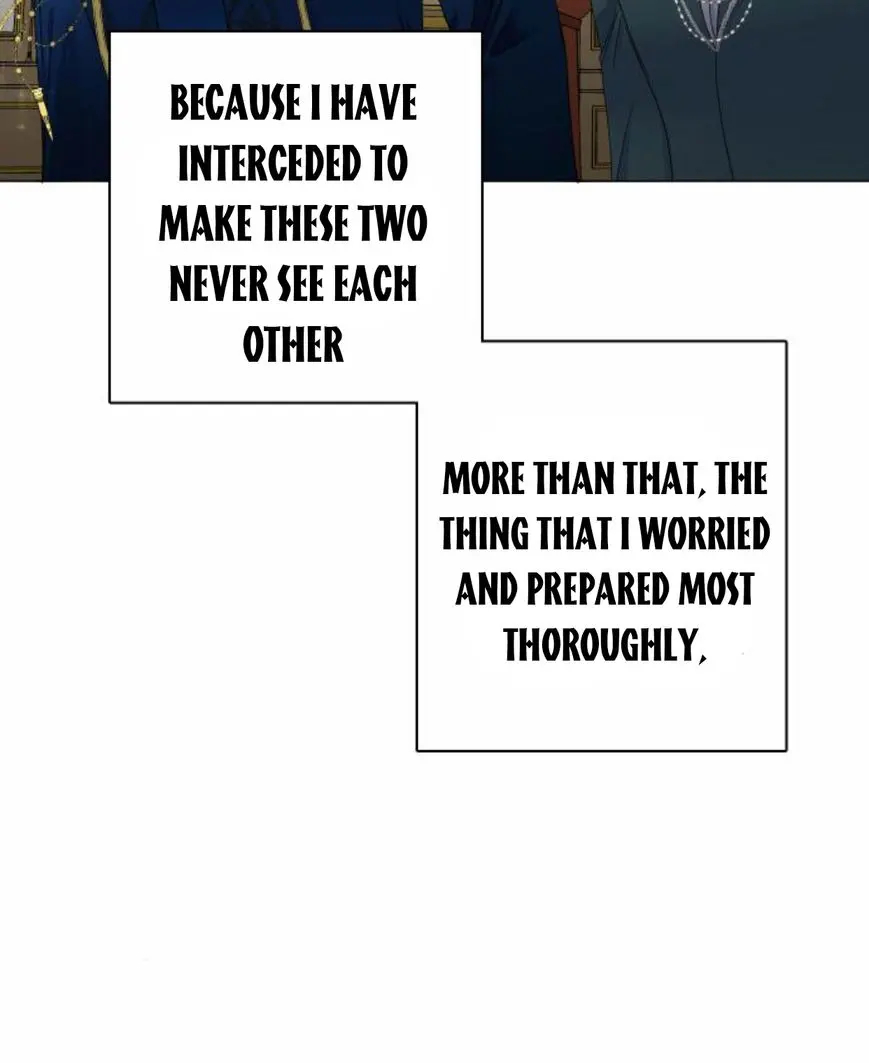 BECAUSE I HAVE
INTERCEDED TO
MAKE THESE TWO
NEVER SEE EACH
OTHER
MORE THAN THAT, THE
THING THAT I WORRIED
AND PREPARED MOST
THOROUGHLY,